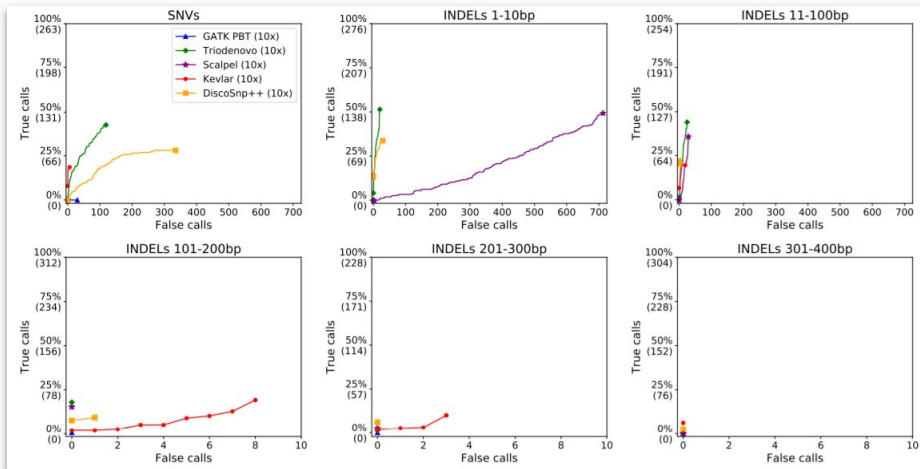 SNVs
100%
(263)
75%
(198)
50%
(131)
25%
(66)
0%
(0)
True calls
GATK PBT (10x)
Triodenovo (10x)
Scalpel (10x)
Kevlar (10x)
DiscoSnp++ (10x)
0 100 200 300 400 500 600 700
False calls
INDELs 1-10bp
100%
(276)
75%
(207)
50%
(138)
25%
(69)
0%
(0)
True calls
0 100 200 300 400 500 600 700
False calls
INDELs 11-100bp
100%
(254)
75%
(191)
50%
(127)
25%
(64)
0%
(0)
True calls
0 100 200 300 400 500 600 700
False calls
INDELs 101-200bp
100%
(312)
75%
(234)
50%
(156)
25%
(78)
0%
(0)
True calls
0 2 4 6 8 10
False calls
INDELs 201-300bp
100%
(228)
75%
(171)
50%
(114)
25%
(57)
0%
(0)
True calls
0 2 4 6 8 10
False calls
INDELs 301-400bp
100%
(304)
75%
(228)
50%
(152)
25%
(76)
0%
(0)
True calls
0 2 4 6 8 10
False calls